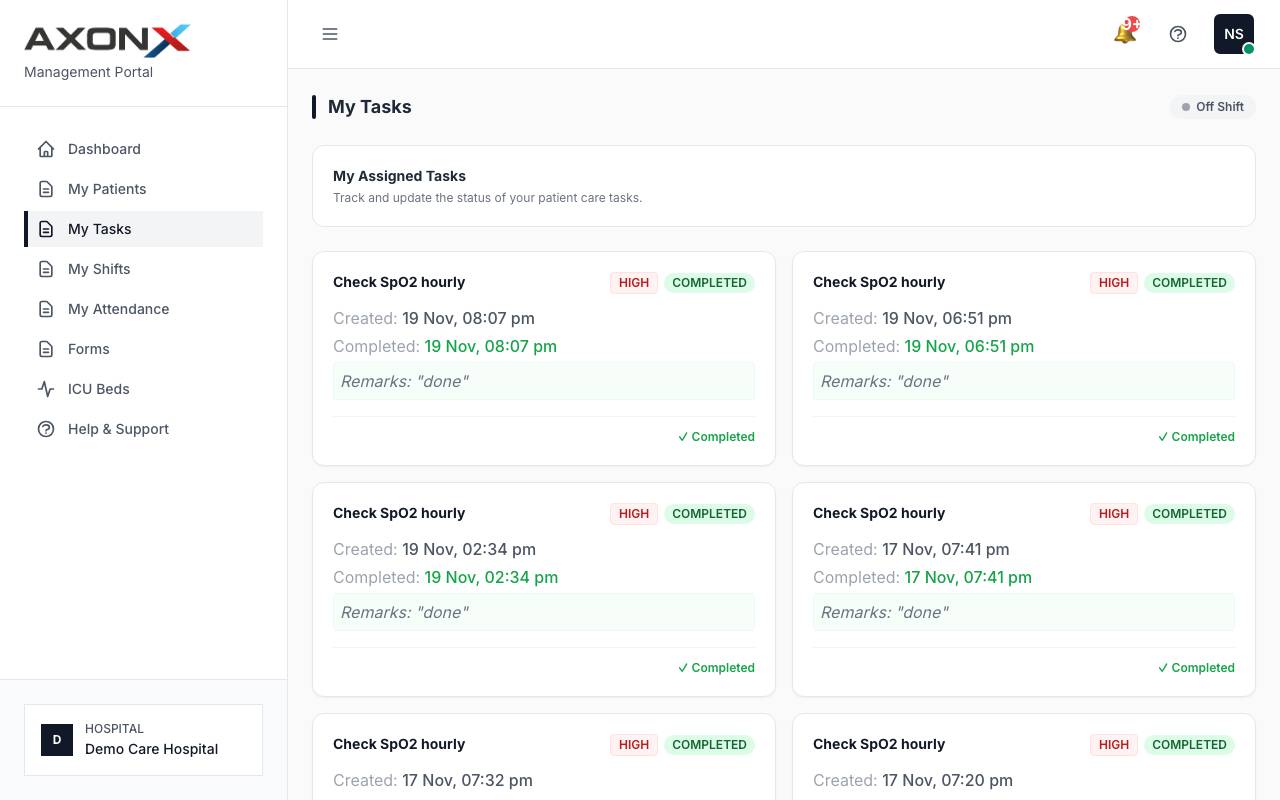 AXONX
Management Portal
Dashboard
My Patients
My Tasks
My Shifts
My Attendance
Forms
ICU Beds
Help & Support
D
HOSPITAL
Demo Care Hospital
9+
NS
My Tasks
Off Shift
My Assigned Tasks
Track and update the status of your patient care tasks.
Check SpO2 hourly HIGH COMPLETED
Created: 19 Nov, 08:07 pm
Completed: 19 Nov, 08:07 pm
Remarks: "done"
✓ Completed
Check SpO2 hourly HIGH COMPLETED
Created: 19 Nov, 06:51 pm
Completed: 19 Nov, 06:51 pm
Remarks: "done"
✓ Completed
Check SpO2 hourly HIGH COMPLETED
Created: 19 Nov, 02:34 pm
Completed: 19 Nov, 02:34 pm
Remarks: "done"
✓ Completed
Check SpO2 hourly HIGH COMPLETED
Created: 17 Nov, 07:41 pm
Completed: 17 Nov, 07:41 pm
Remarks: "done"
✓ Completed
Check SpO2 hourly HIGH COMPLETED
Created: 17 Nov, 07:32 pm
Check SpO2 hourly HIGH COMPLETED
Created: 17 Nov, 07:20 pm